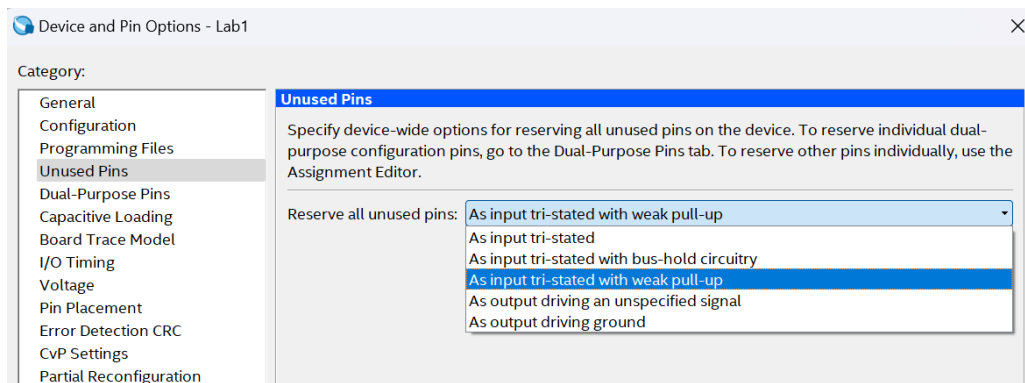 Device and Pin Options - Lab1
Category:
General
Configuration
Programming Files
Unused Pins
Dual-Purpose Pins
Capacitive Loading
Board Trace Model
I/O Timing
Voltage
Pin Placement
Error Detection CRC
CvP Settings
Partial Reconfiguration
Unused Pins
Specify device-wide options for reserving all unused pins on the device. To reserve individual dual-
purpose configuration pins, go to the Dual-Purpose Pins tab. To reserve other pins individually, use the
Assignment Editor.
Reserve all unused pins: As input tri-stated with weak pull-up
As input tri-stated
As input tri-stated with bus-hold circuitry
As input tri-stated with weak pull-up
As output driving an unspecified signal
As output driving ground